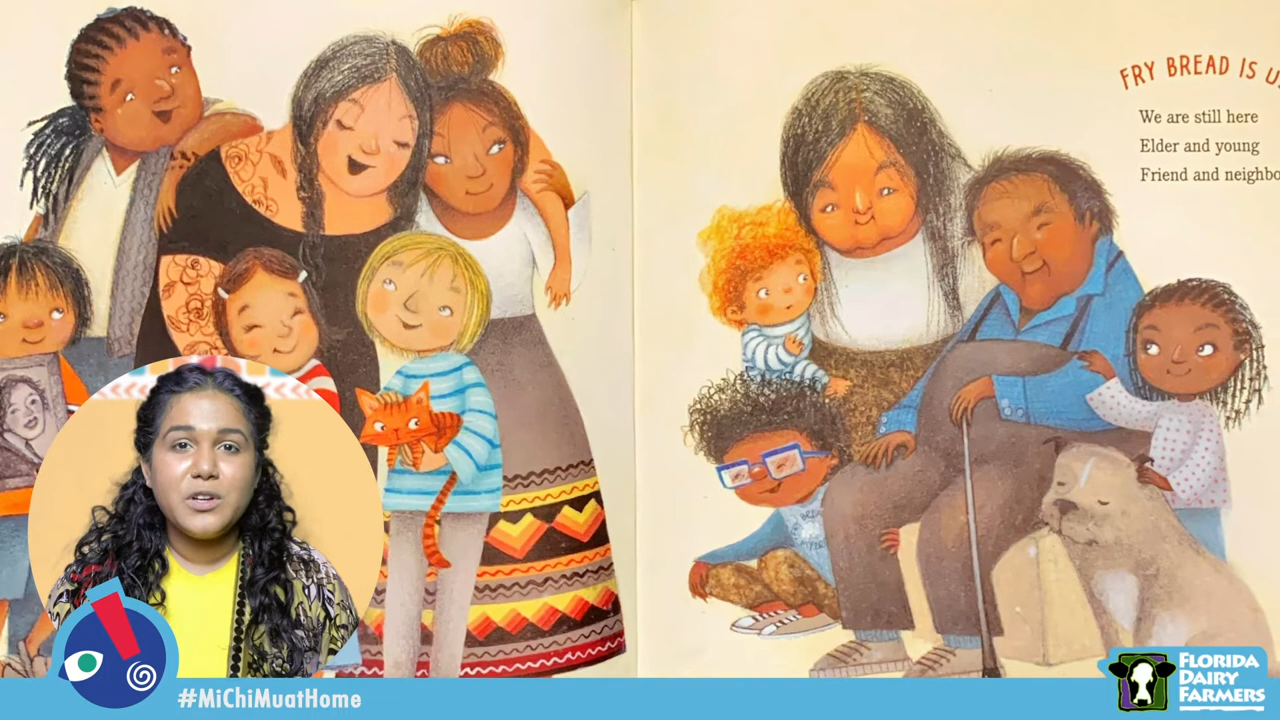 FRY BREAD IS U
We are still here
Elder and young
Friend and neighbo
#MiChiMuatHome
FLORIDA
DAIRY
FARMERS